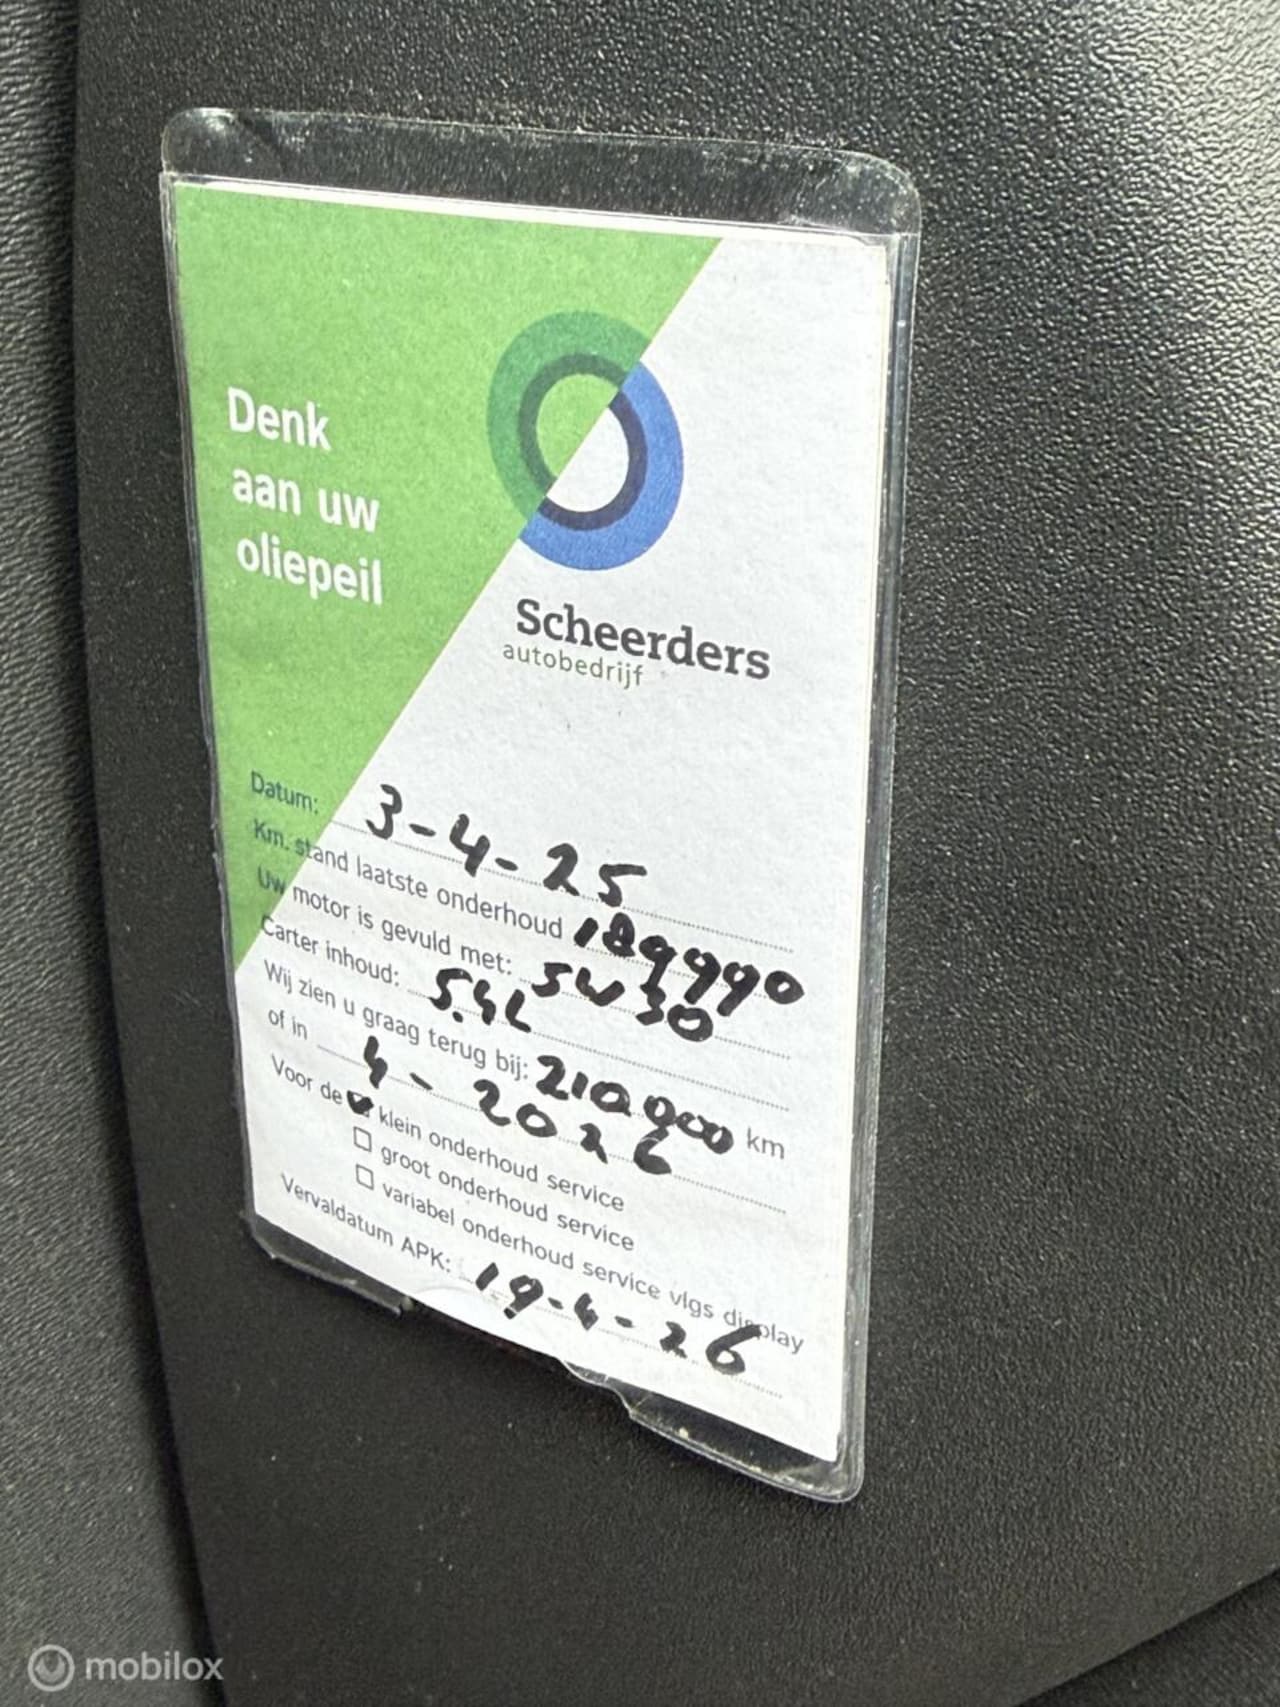 Denk
aan uw
oliepeil
Scheerders
autobedrijf
Datum: 3-4-25
Km. stand laatste onderhoud 189990
Uw motor is gevuld met: 5W30
Carter inhoud: 5.4L
Wij zien u graag terug bij: 210000 km
of in 4-2026
Voor de klein onderhoud service
groot onderhoud service
variabel onderhoud service vlgs display
Vervaldatum APK: 19-4-26
mobilox